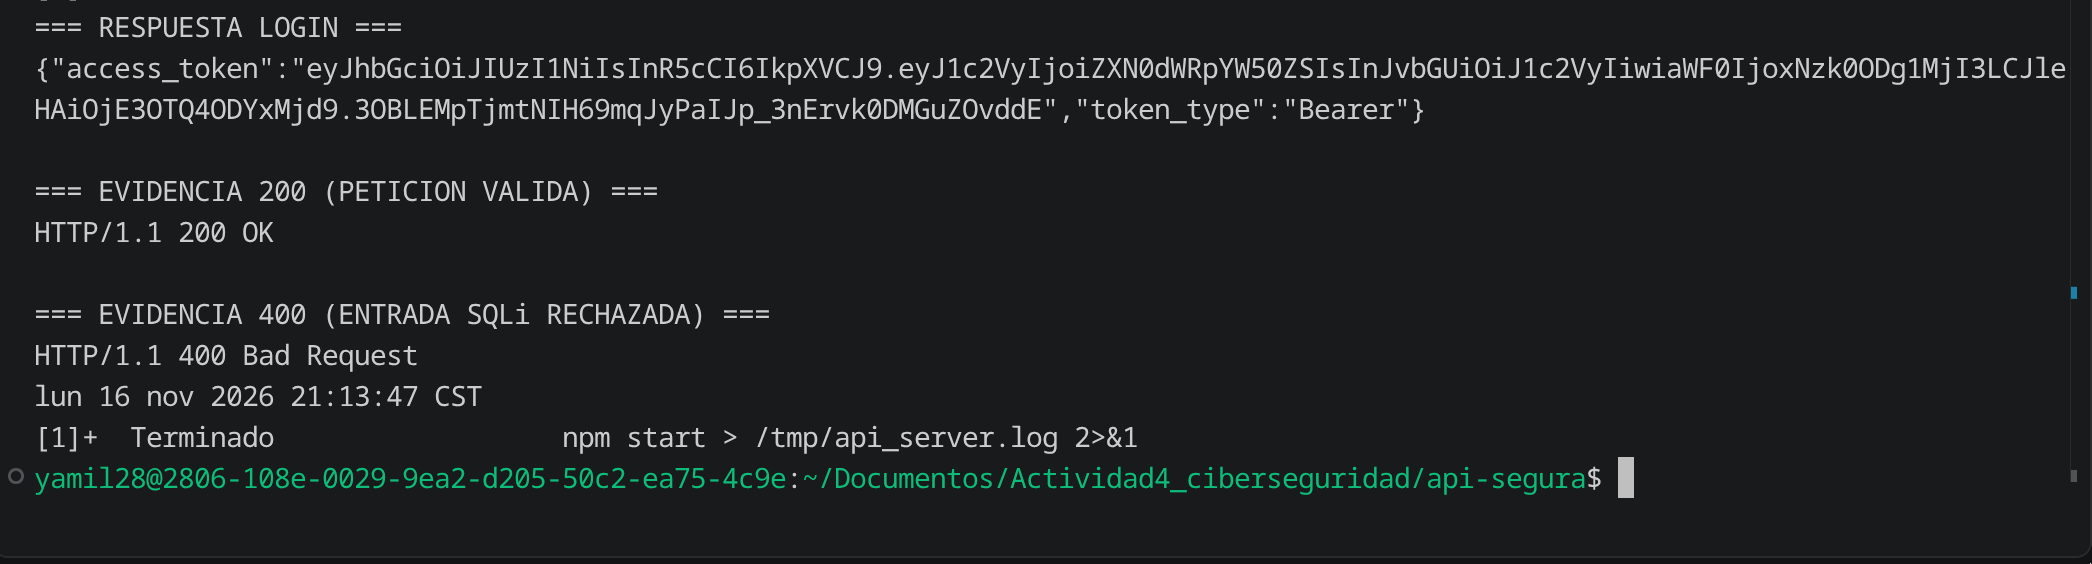 === RESPUESTA LOGIN ===
{"access_token":"eyJhbGciOiJIUzI1NiIsInR5cCI6IkpXVCJ9.eyJ1c2VyIjoiZXN0dWRpYW50ZSIsInJvbGUiOiJ1c2VyIiwiaWF0IjoxNzk0ODg1MjI3LCJle
HAiOjE3OTQ4ODYxMjd9.3OBLEMpTjmtNIH69mqJyPaIJp_3nErvk0DMGuZOvddE","token_type":"Bearer"}
=== EVIDENCIA 200 (PETICION VALIDA) ===
HTTP/1.1 200 OK
=== EVIDENCIA 400 (ENTRADA SQLi RECHAZADA) ===
HTTP/1.1 400 Bad Request
lun 16 nov 2026 21:13:47 CST
[1]+  Terminado                  npm start > /tmp/api_server.log 2>&1
yamil28@2806-108e-0029-9ea2-d205-50c2-ea75-4c9e:~/Documentos/Actividad4_ciberseguridad/api-segura$